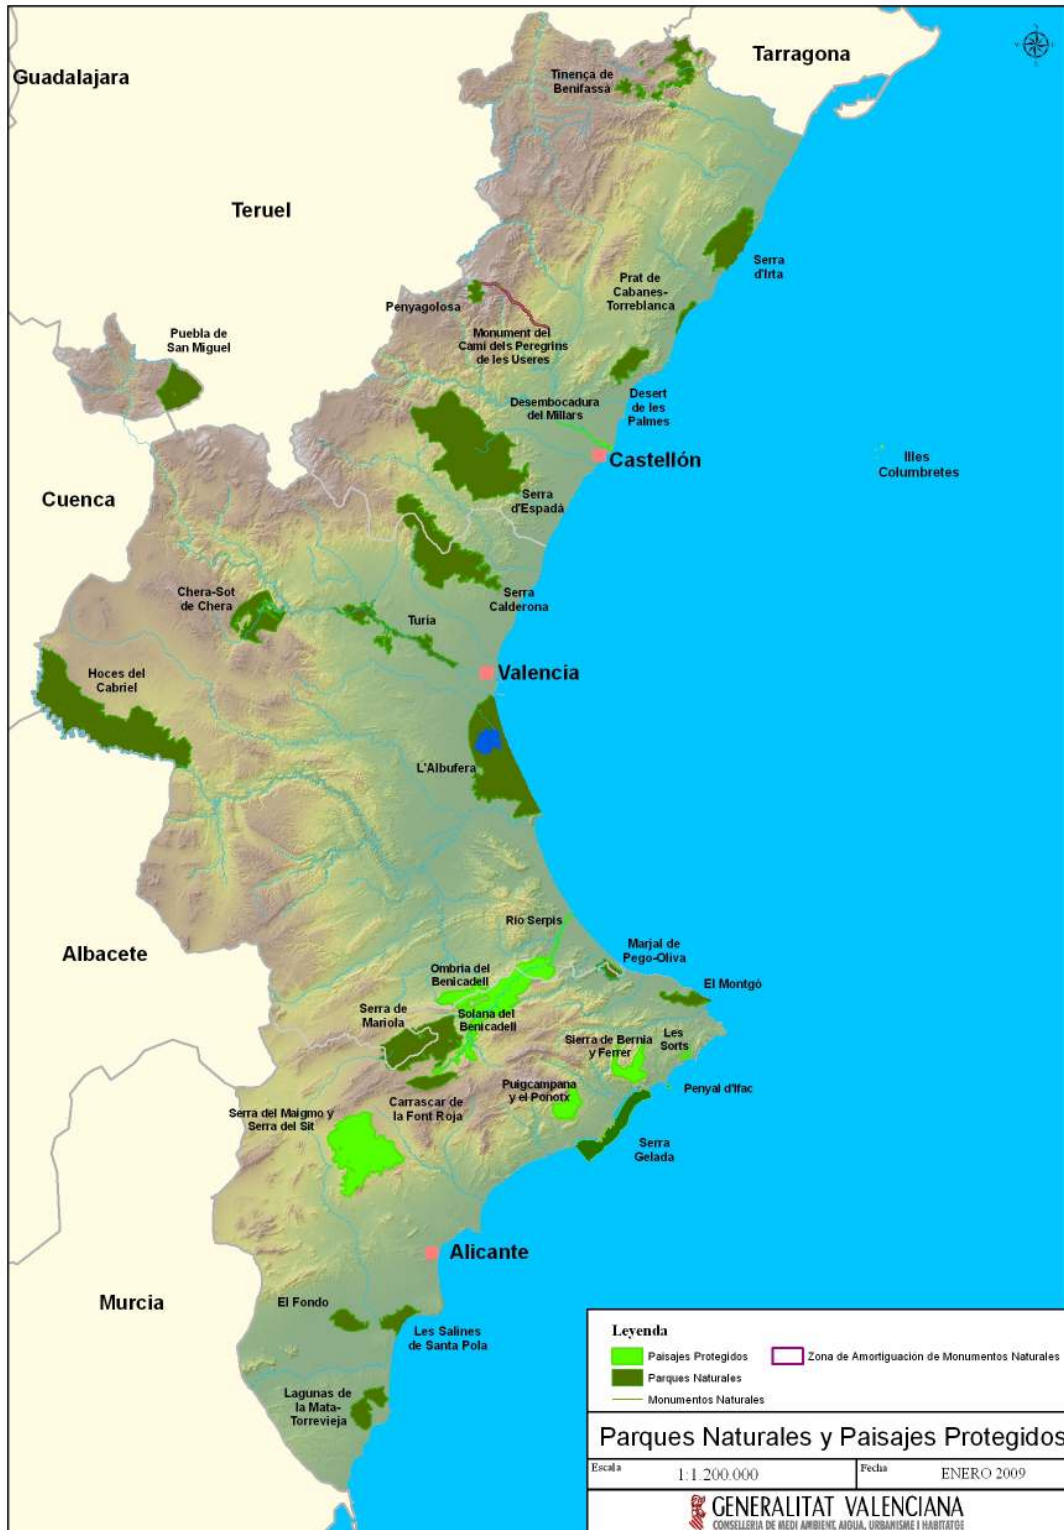 Tarragona
Guadalajara
Tinença de
Benifassà
Teruel
Serra
d'Irta
Prat de
Cabanes-
Torreblanca
Penyagolosa
Monument del
Camí dels Peregrins
de les Useres
Puebla de
San Miguel
Desert
de les
Palmes
Desembocadura
del Millars
Castellón
Illes
Columbretes
Cuenca
Serra
d'Espadà
Chera-Sot
de Chera
Serra
Calderona
Turia
Valencia
Hoces del
Cabriel
L'Albufera
Río Serpis
Marjal de
Pego-Oliva
Albacete
Ombria del
Benicadell
El Montgó
Serra de
Mariola
Solana del
Benicadell
Sierra de Bernia
y Ferrer
Les
Sorts
Penyal d'Ifac
Puigcampana
y el Ponotx
Carrascar de
la Font Roja
Serra del Maigmo y
Serra del Sit
Serra
Gelada
Alicante
Murcia
El Fondo
Les Salines
de Santa Pola
Lagunas de
la Mata-
Torrevieja
Leyenda
Paisajes Protegidos
Zona de Amortiguación de Monumentos Naturales
Parques Naturales
Monumentos Naturales
Parques Naturales y Paisajes Protegidos
Escala
1:1.200.000
Fecha
ENERO 2009
GENERALITAT VALENCIANA
CONSELLERIA DE MEDI AMBIENT, AIGUA, URBANISME I HABITATGE